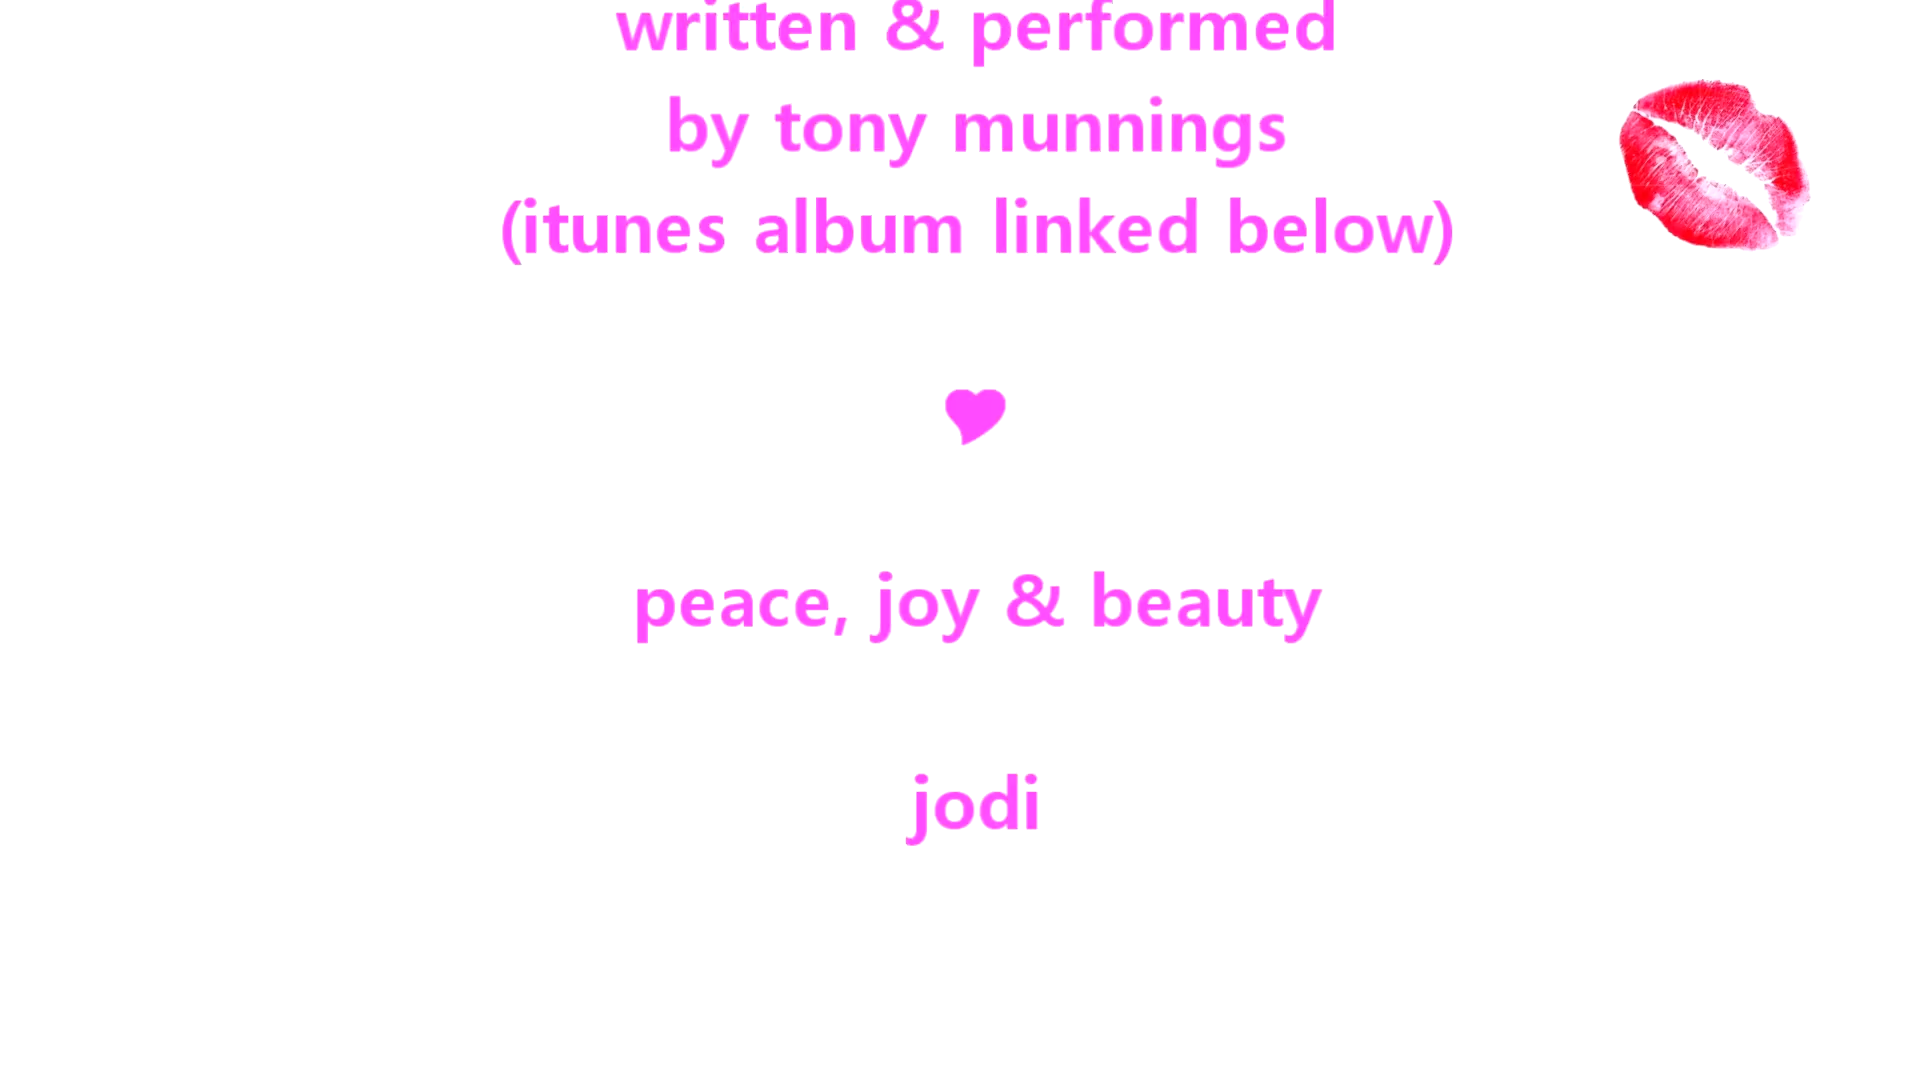 written & performed
by tony munnings
(itunes album linked below)
peace, joy & beauty
jodi